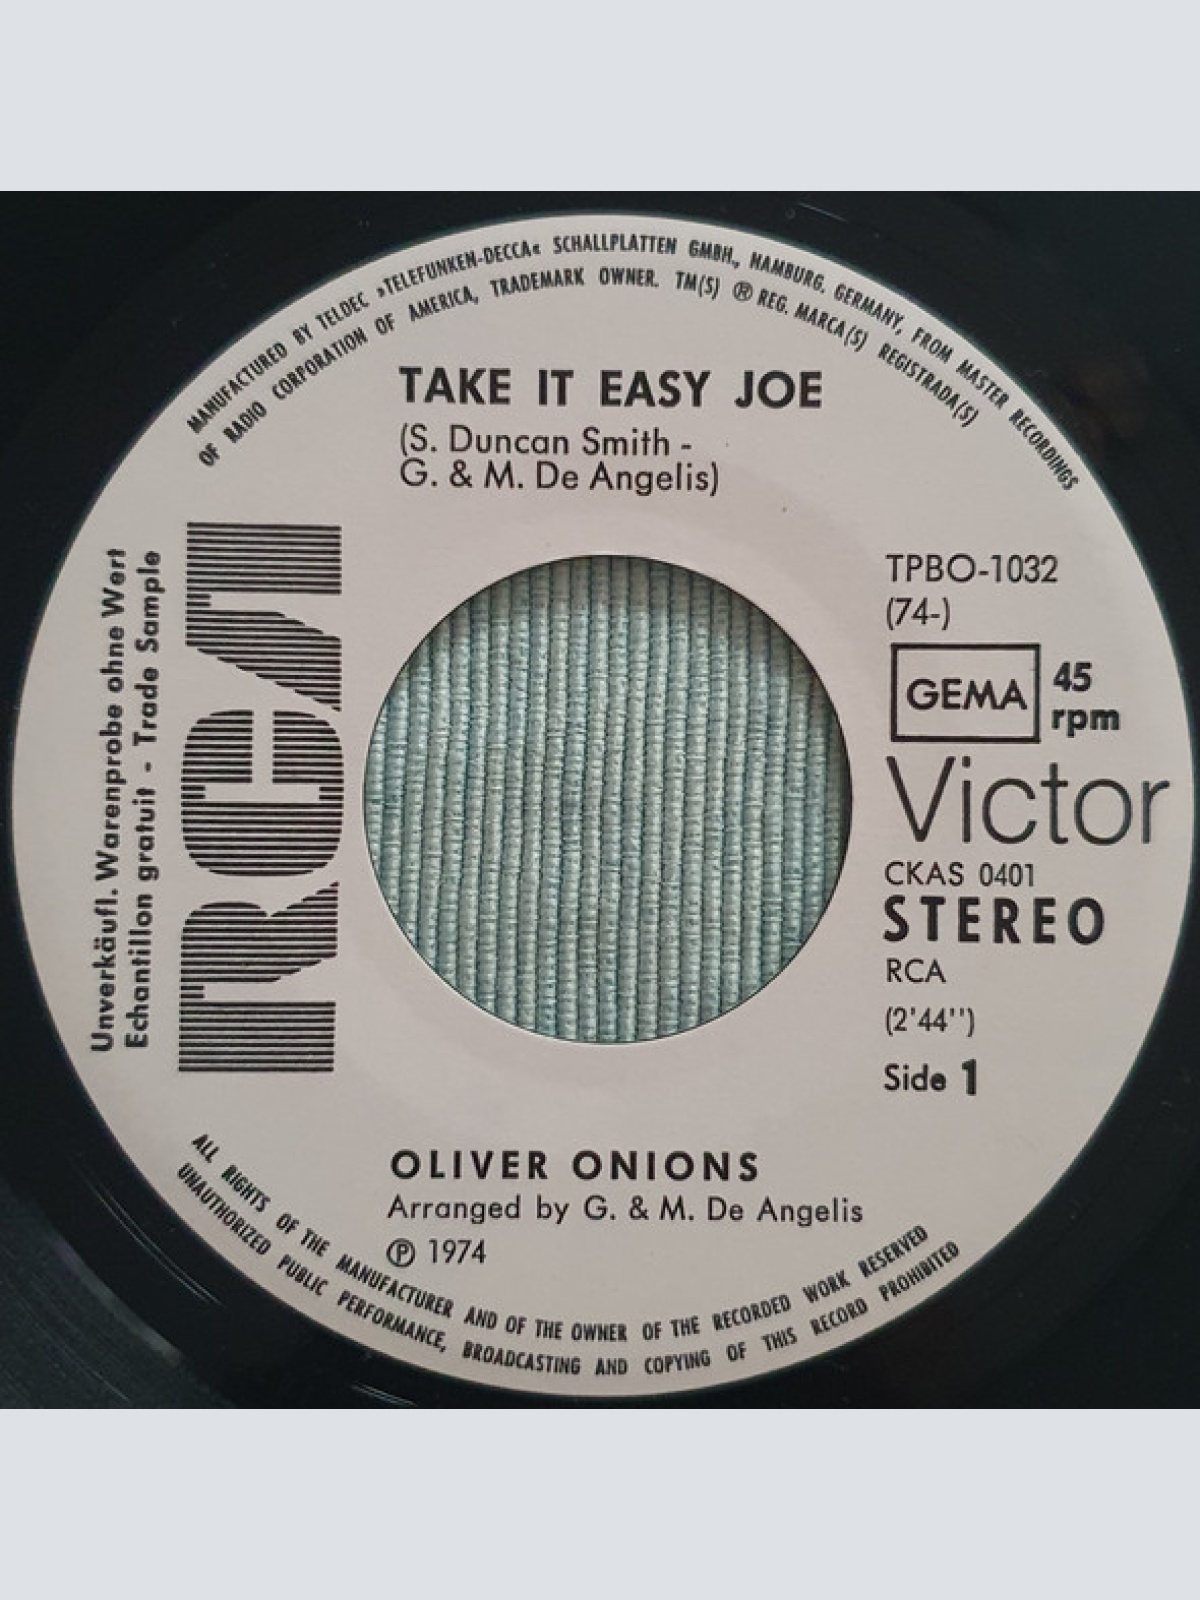 MANUFACTURED BY TELDEC »TELEFUNKEN-DECCA« SCHALLPLATTEN GMBH., HAMBURG. GERMANY, FROM MASTER RECORDINGS
OF RADIO CORPORATION OF AMERICA, TRADEMARK OWNER. TM(S) ® REG. MARCA(S) REGISTRADA(S)
TAKE IT EASY JOE
(S. Duncan Smith -
G. & M. De Angelis)
Unverkäufl. Warenprobe ohne Wert
Echantillon gratuit - Trade Sample
RCA
TPBO-1032
(74-)
GEMA
45
rpm
Victor
CKAS 0401
STEREO
RCA
(2'44'')
Side 1
OLIVER ONIONS
Arranged by G. & M. De Angelis
℗ 1974
ALL RIGHTS OF THE MANUFACTURER AND OF THE OWNER OF THE RECORDED WORK RESERVED
UNAUTHORIZED PUBLIC PERFORMANCE, BROADCASTING AND COPYING OF THIS RECORD PROHIBITED